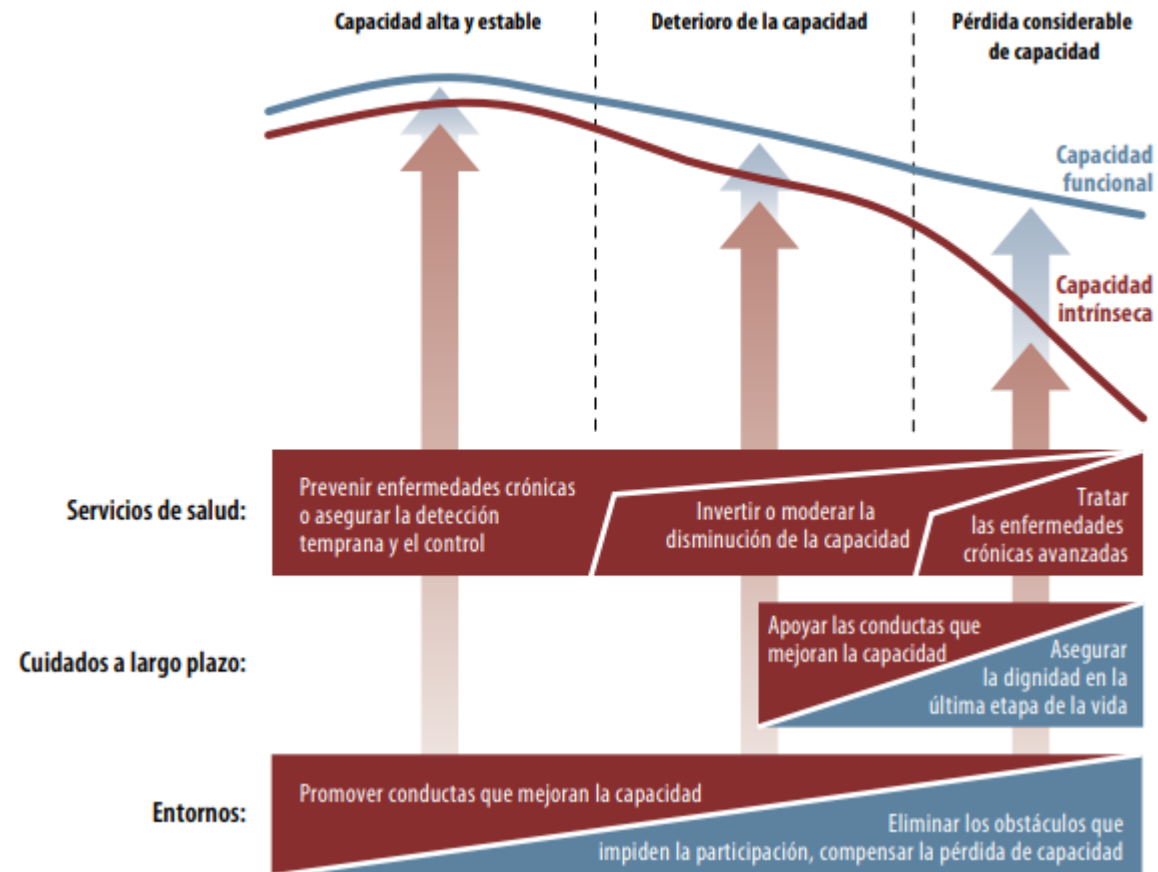 Capacidad alta y estable
Deterioro de la capacidad
Pérdida considerable
de capacidad
Capacidad
funcional
Capacidad
intrínseca
Servicios de salud:
Prevenir enfermedades crónicas
o asegurar la detección
temprana y el control
Invertir o moderar la
disminución de la capacidad
Tratar
las enfermedades
crónicas avanzadas
Cuidados a largo plazo:
Apoyar las conductas que
mejoran la capacidad
Asegurar
la dignidad en la
última etapa de la vida
Entornos:
Promover conductas que mejoran la capacidad
Eliminar los obstáculos que
impiden la participación, compensar la pérdida de capacidad